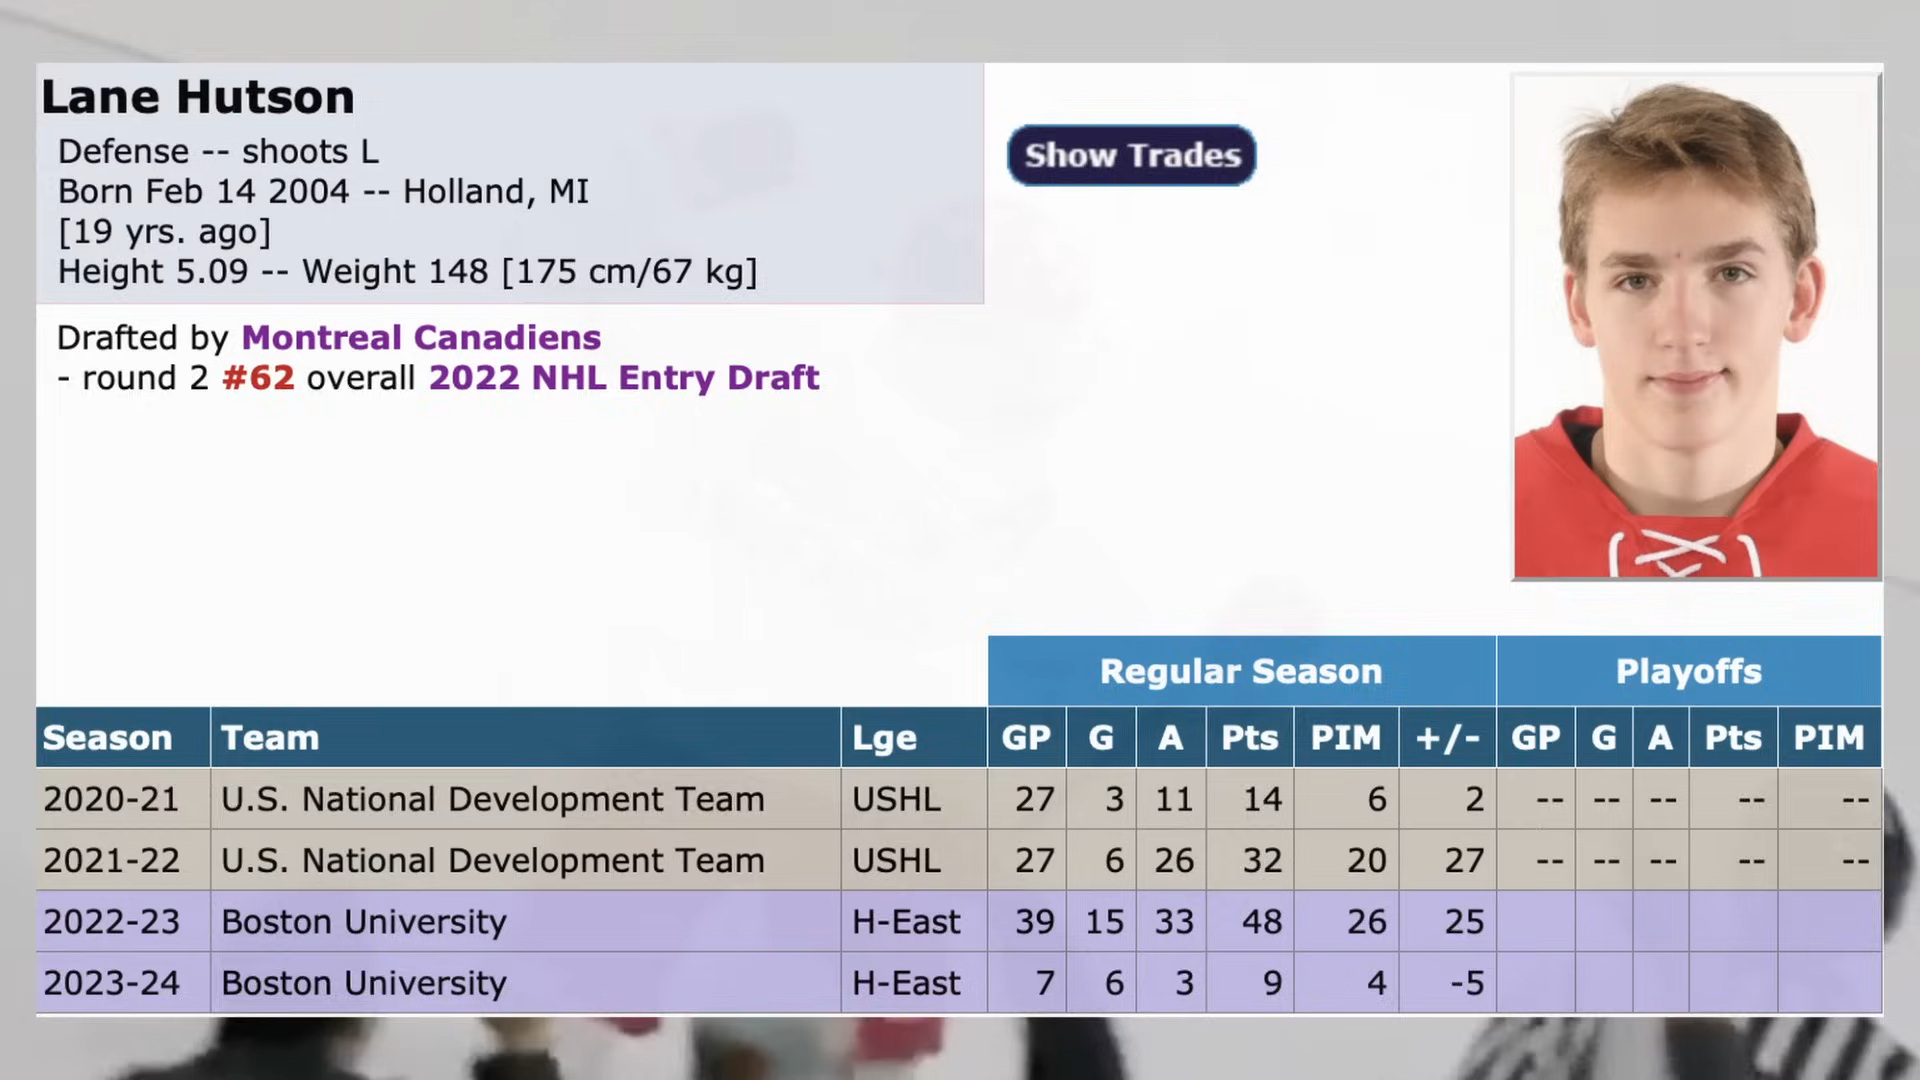 Lane Hutson
Defense -- shoots L
Born Feb 14 2004 -- Holland, MI
[19 yrs. ago]
Height 5.09 -- Weight 148 [175 cm/67 kg]
Show Trades
Drafted by Montreal Canadiens
- round 2 #62 overall 2022 NHL Entry Draft
Regular Season Playoffs
Season Team Lge GP G A Pts PIM +/- GP G A Pts PIM
2020-21 U.S. National Development Team USHL 27 3 11 14 6 2 -- -- -- -- --
2021-22 U.S. National Development Team USHL 27 6 26 32 20 27 -- -- -- -- --
2022-23 Boston University H-East 39 15 33 48 26 25
2023-24 Boston University H-East 7 6 3 9 4 -5